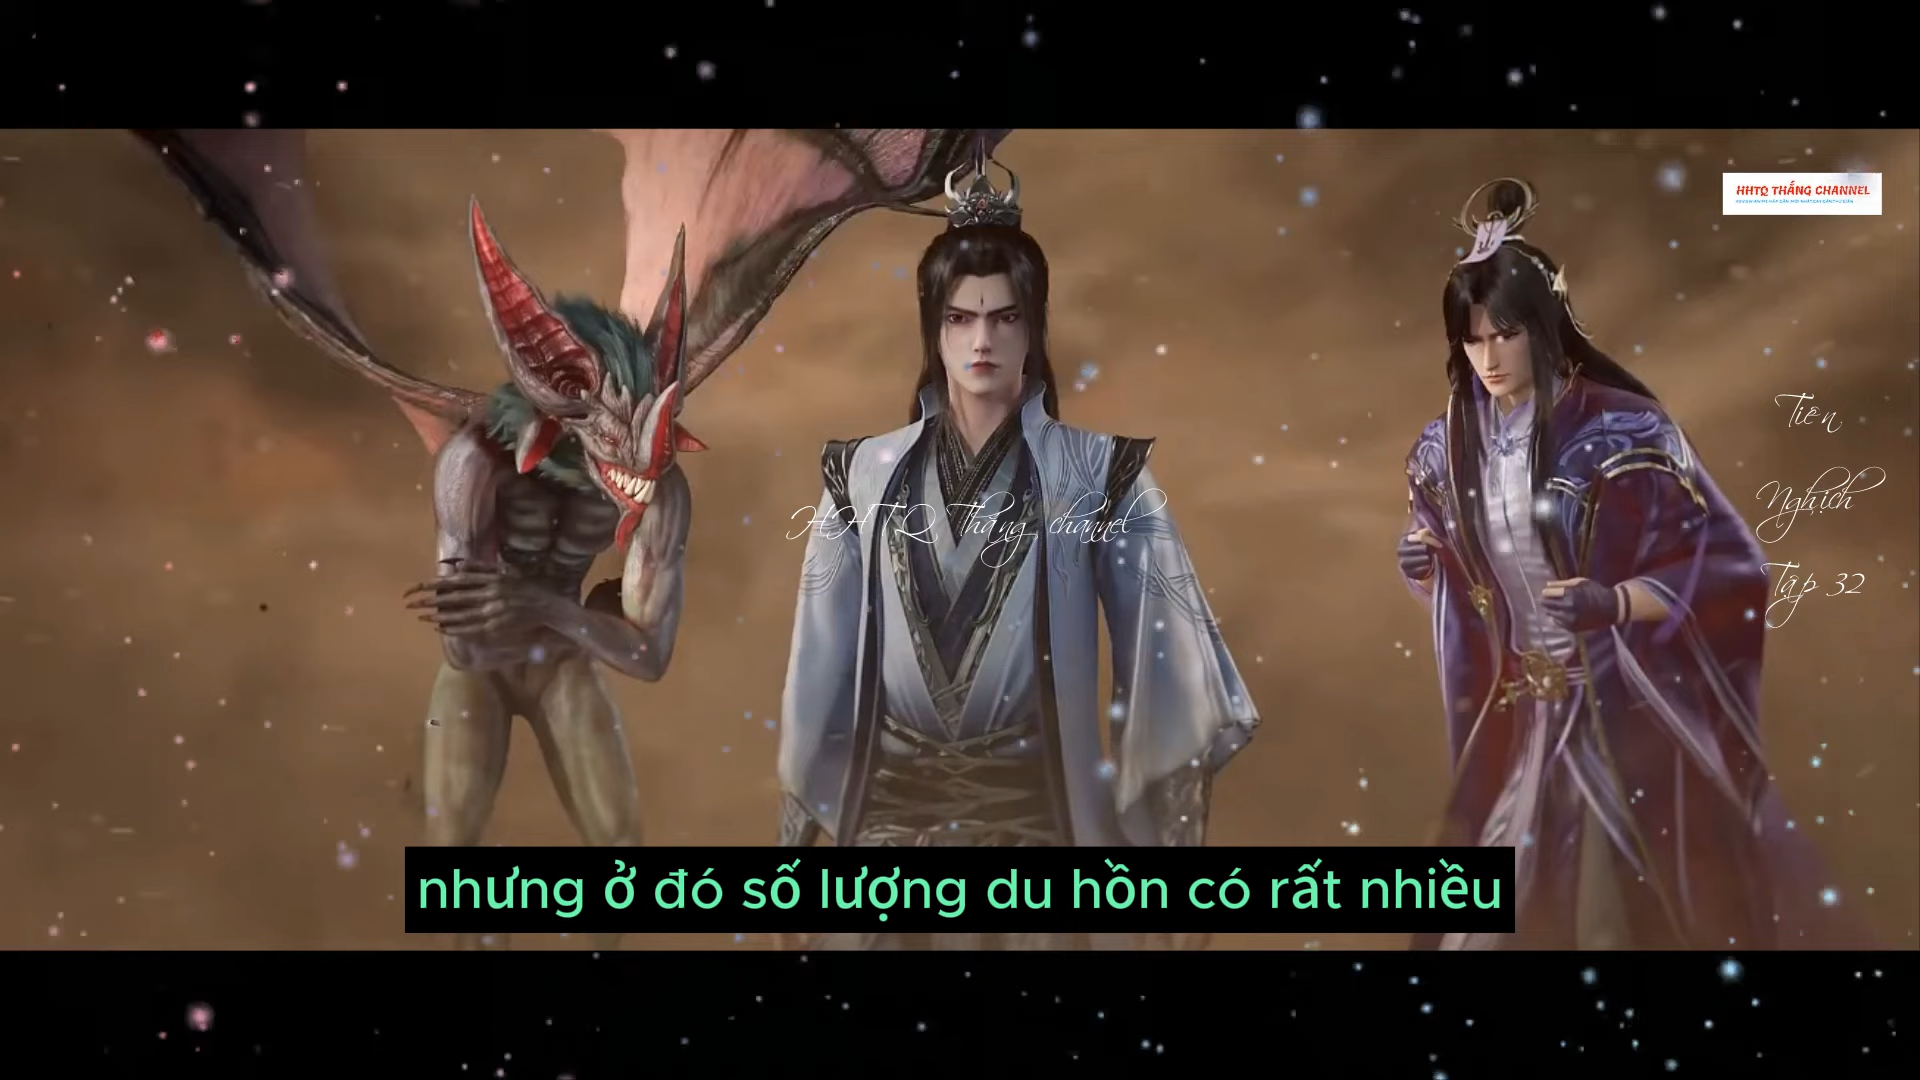 HHTQ THẮNG CHANNEL
Tiên
Nghịch
Tập 32
HHTQ Thắng channel
nhưng ở đó số lượng du hồn có rất nhiều